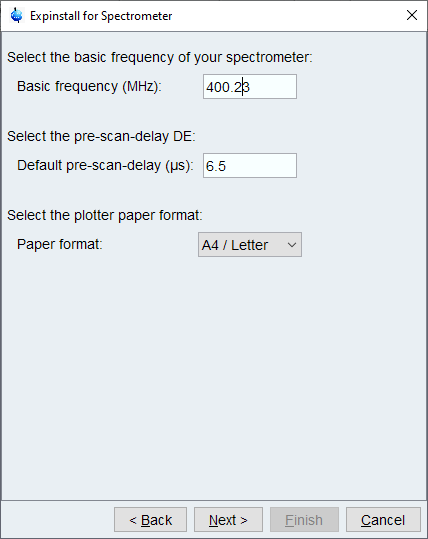 Expinstall for Spectrometer
Select the basic frequency of your spectrometer:
Basic frequency (MHz): 400.23
Select the pre-scan-delay DE:
Default pre-scan-delay (µs): 6.5
Select the plotter paper format:
Paper format: A4 / Letter
< Back Next > Finish Cancel